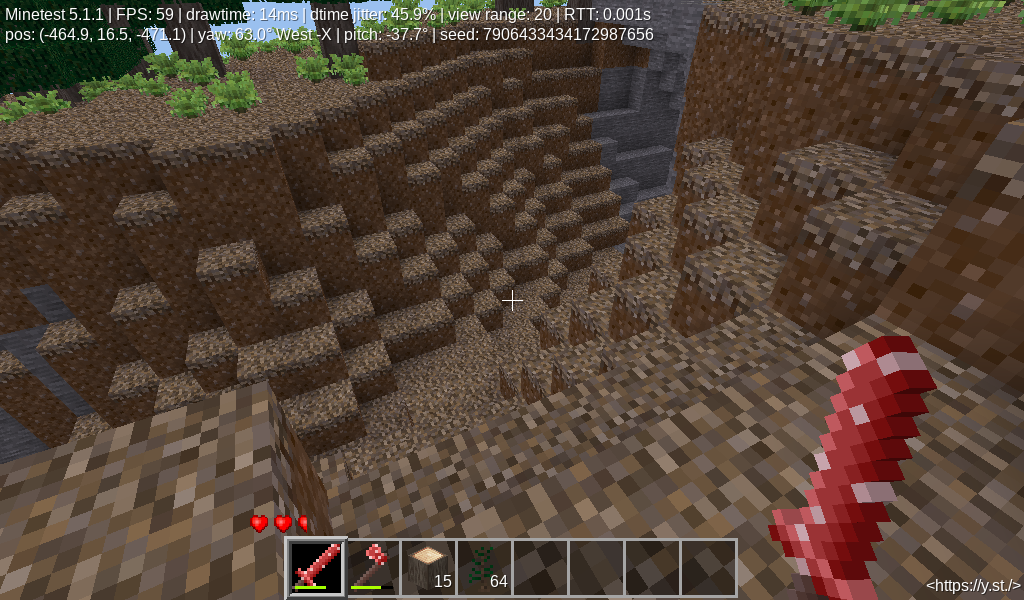 Minetest 5.1.1 | FPS: 59 | drawtime: 14ms | dtime jitter: 45.9% | view range: 20 | RTT: 0.001s
pos: (-464.9, 16.5, -471.1) | yaw: 63.0° West -X | pitch: -37.7° | seed: 7906433434172987656
15
64
<https://y.st./>